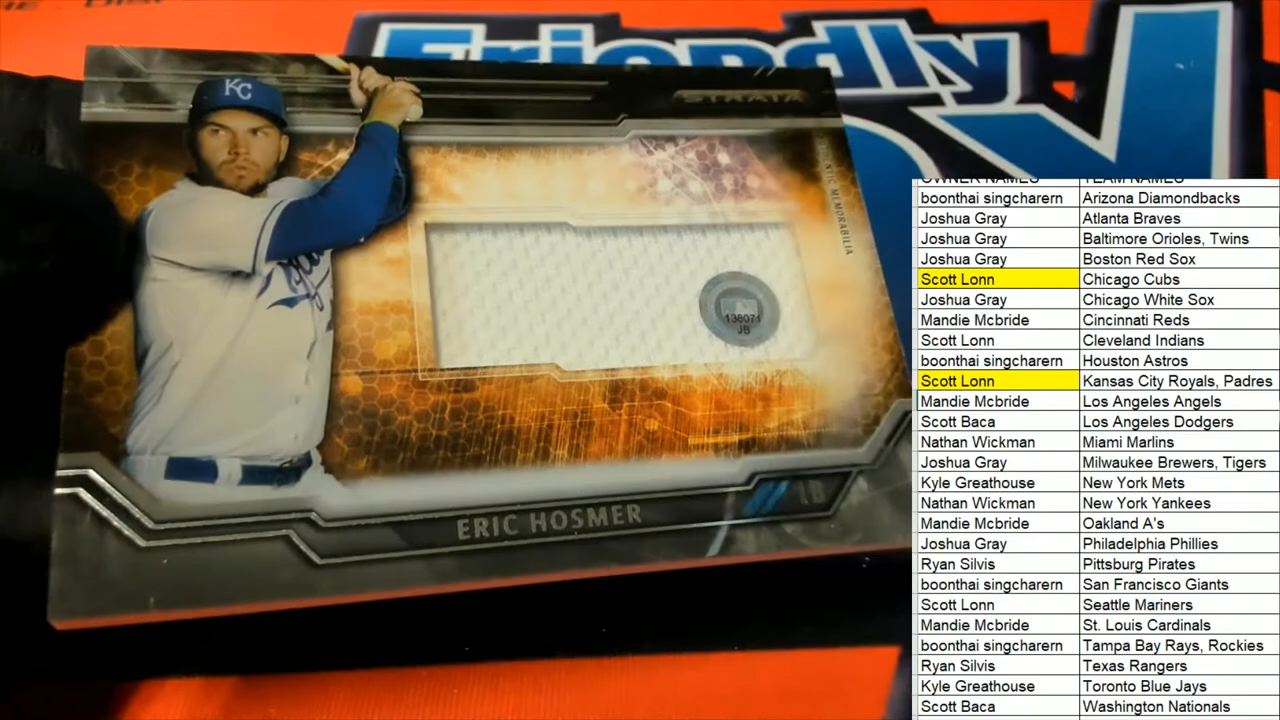 Friendly
KC
STRATA
AUTHENTIC MEMORABILIA
138071
JB
ERIC HOSMER
1B
OWNER NAMES TEAM NAMES
boonthai singcharern Arizona Diamondbacks
Joshua Gray Atlanta Braves
Joshua Gray Baltimore Orioles, Twins
Joshua Gray Boston Red Sox
Scott Lonn Chicago Cubs
Joshua Gray Chicago White Sox
Mandie Mcbride Cincinnati Reds
Scott Lonn Cleveland Indians
boonthai singcharern Houston Astros
Scott Lonn Kansas City Royals, Padres
Mandie Mcbride Los Angeles Angels
Scott Baca Los Angeles Dodgers
Nathan Wickman Miami Marlins
Joshua Gray Milwaukee Brewers, Tigers
Kyle Greathouse New York Mets
Nathan Wickman New York Yankees
Mandie Mcbride Oakland A's
Joshua Gray Philadelphia Phillies
Ryan Silvis Pittsburg Pirates
boonthai singcharern San Francisco Giants
Scott Lonn Seattle Mariners
Mandie Mcbride St. Louis Cardinals
boonthai singcharern Tampa Bay Rays, Rockies
Ryan Silvis Texas Rangers
Kyle Greathouse Toronto Blue Jays
Scott Baca Washington Nationals